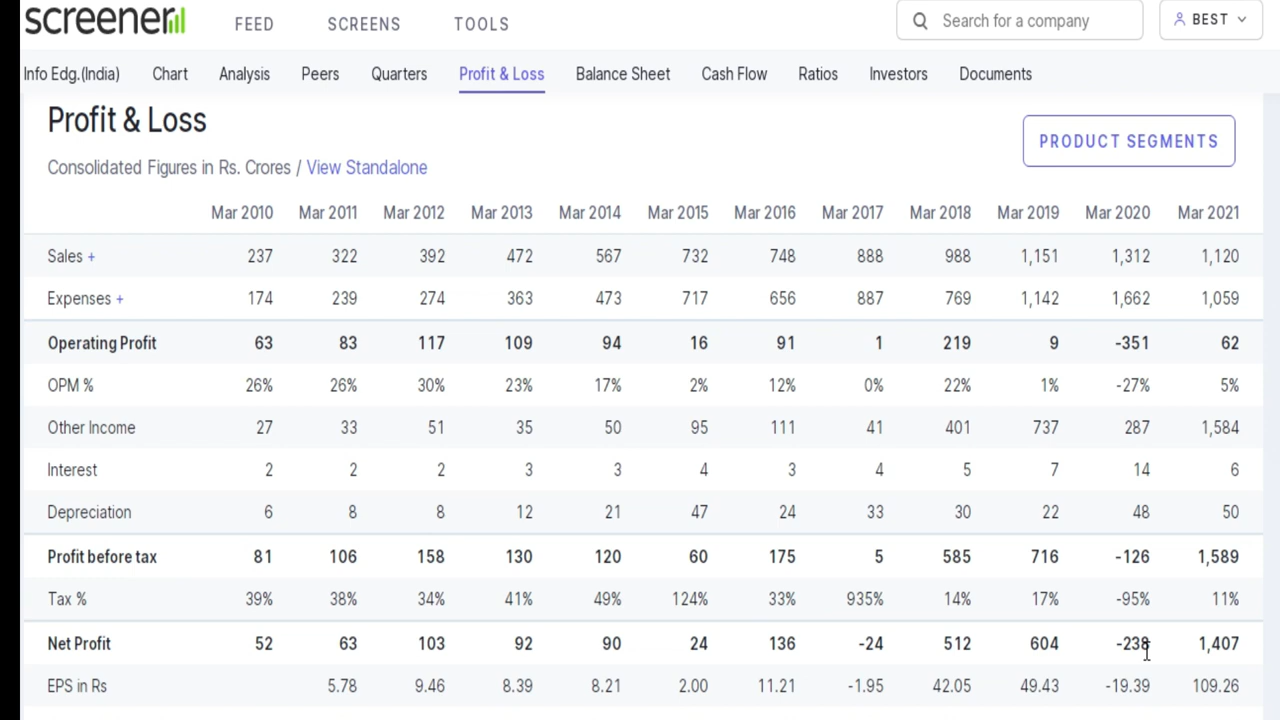 screener FEED SCREENS TOOLS Search for a company BEST
Info Edg.(India) Chart Analysis Peers Quarters Profit & Loss Balance Sheet Cash Flow Ratios Investors Documents
Profit & Loss
PRODUCT SEGMENTS
Consolidated Figures in Rs. Crores / View Standalone
Mar 2010 Mar 2011 Mar 2012 Mar 2013 Mar 2014 Mar 2015 Mar 2016 Mar 2017 Mar 2018 Mar 2019 Mar 2020 Mar 2021
Sales + 237 322 392 472 567 732 748 888 988 1,151 1,312 1,120
Expenses + 174 239 274 363 473 717 656 887 769 1,142 1,662 1,059
Operating Profit 63 83 117 109 94 16 91 1 219 9 -351 62
OPM % 26% 26% 30% 23% 17% 2% 12% 0% 22% 1% -27% 5%
Other Income 27 33 51 35 50 95 111 41 401 737 287 1,584
Interest 2 2 2 3 3 4 3 4 5 7 14 6
Depreciation 6 8 8 12 21 47 24 33 30 22 48 50
Profit before tax 81 106 158 130 120 60 175 5 585 716 -126 1,589
Tax % 39% 38% 34% 41% 49% 124% 33% 935% 14% 17% -95% 11%
Net Profit 52 63 103 92 90 24 136 -24 512 604 -238 1,407
EPS in Rs 5.78 9.46 8.39 8.21 2.00 11.21 -1.95 42.05 49.43 -19.39 109.26